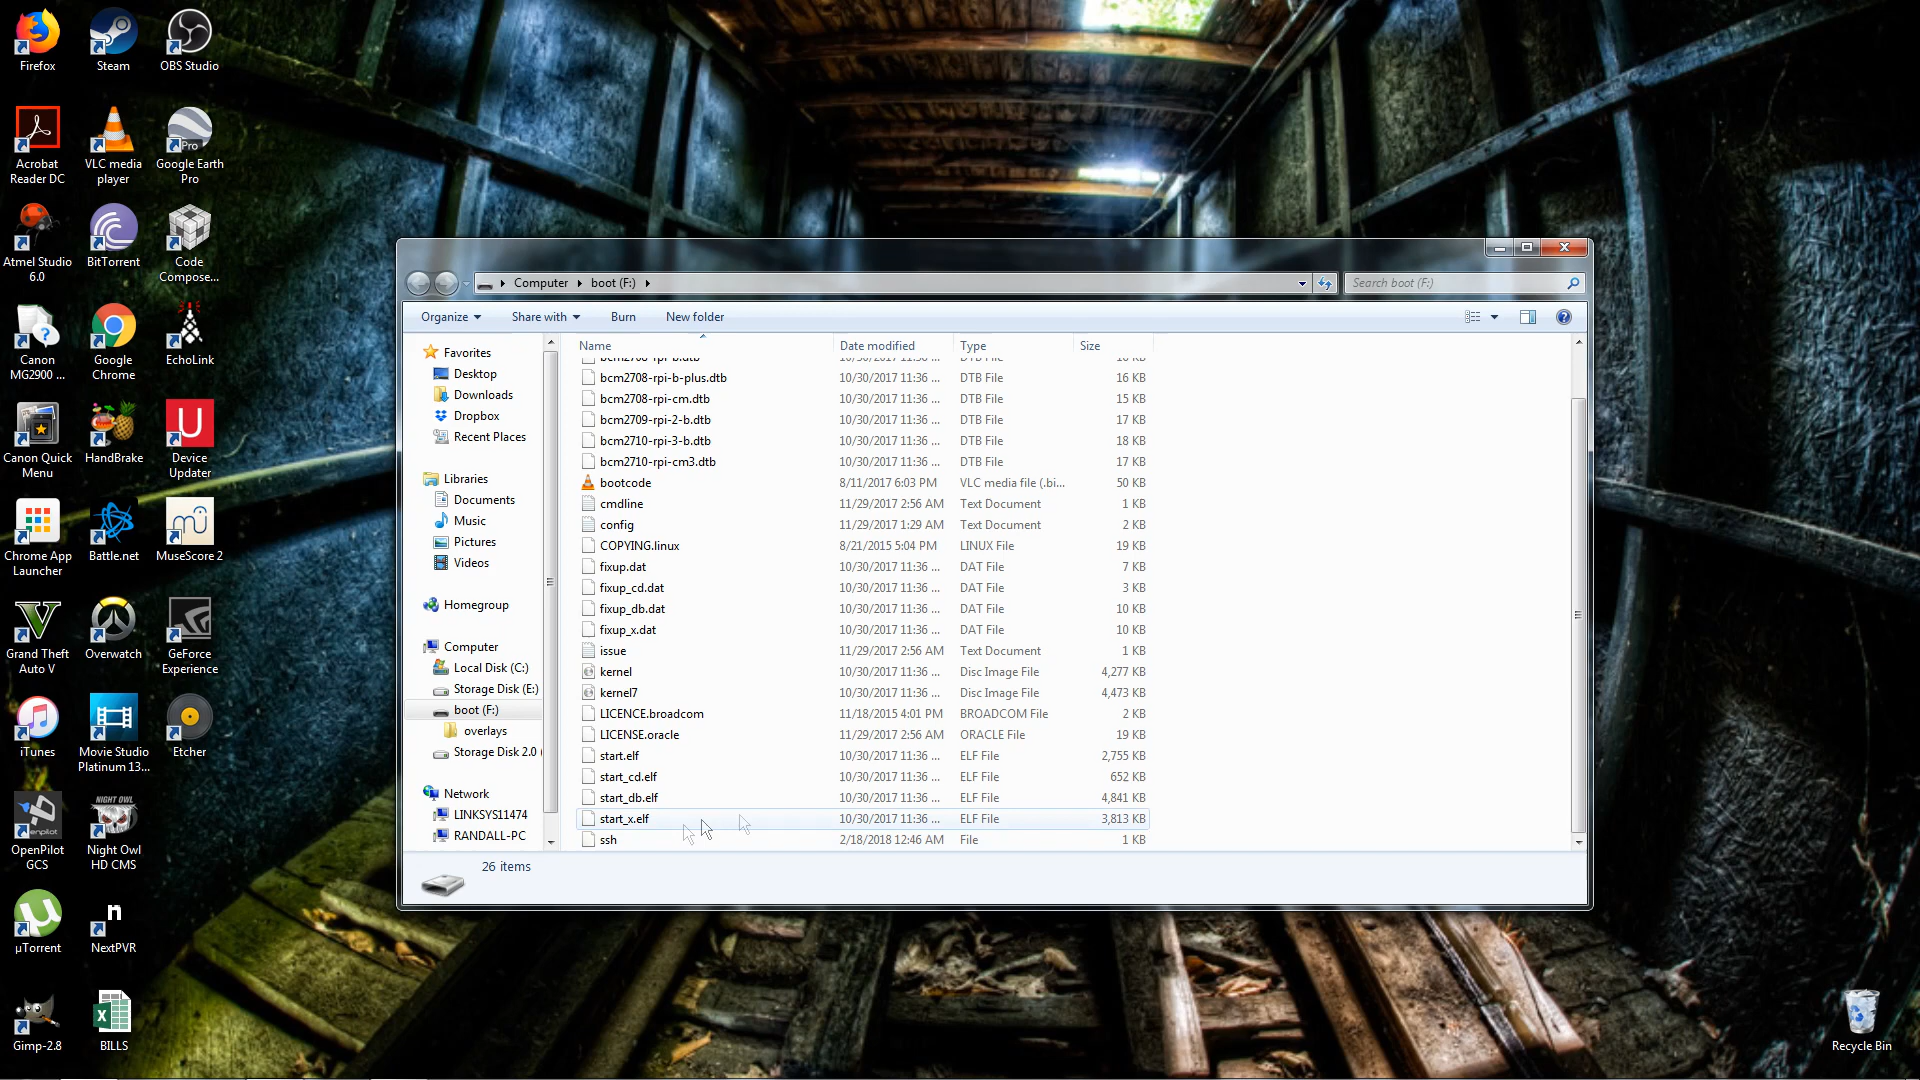 Firefox
Steam
OBS Studio
Acrobat
Reader DC
VLC media
player
Pro
Google Earth
Pro
Atmel Studio
6.0
BitTorrent
Code
Compose...
Canon
MG2900 ...
Google
Chrome
EchoLink
Canon Quick
Menu
HandBrake
U
Device
Updater
Chrome App
Launcher
Battle.net
MuseScore 2
Grand Theft
Auto V
Overwatch
GeForce
Experience
iTunes
Movie Studio
Platinum 13...
Etcher
enpilot
OpenPilot
GCS
NIGHT OWL
Night Owl
HD CMS
µTorrent
n
NextPVR
Gimp-2.8
BILLS
Recycle Bin
Computer
boot (F:)
Search boot (F:)
Organize
Share with
Burn
New folder
Favorites
Desktop
Downloads
Dropbox
Recent Places
Libraries
Documents
Music
Pictures
Videos
Homegroup
Computer
Local Disk (C:)
Storage Disk (E:)
boot (F:)
overlays
Storage Disk 2.0 (
Network
LINKSYS11474
RANDALL-PC
Name Date modified Type Size
bcm2708-rpi-b.dtb 10/30/2017 11:36 ... DTB File 16 KB
bcm2708-rpi-b-plus.dtb 10/30/2017 11:36 ... DTB File 16 KB
bcm2708-rpi-cm.dtb 10/30/2017 11:36 ... DTB File 15 KB
bcm2709-rpi-2-b.dtb 10/30/2017 11:36 ... DTB File 17 KB
bcm2710-rpi-3-b.dtb 10/30/2017 11:36 ... DTB File 18 KB
bcm2710-rpi-cm3.dtb 10/30/2017 11:36 ... DTB File 17 KB
bootcode 8/11/2017 6:03 PM VLC media file (.bi... 50 KB
cmdline 11/29/2017 2:56 AM Text Document 1 KB
config 11/29/2017 1:29 AM Text Document 2 KB
COPYING.linux 8/21/2015 5:04 PM LINUX File 19 KB
fixup.dat 10/30/2017 11:36 ... DAT File 7 KB
fixup_cd.dat 10/30/2017 11:36 ... DAT File 3 KB
fixup_db.dat 10/30/2017 11:36 ... DAT File 10 KB
fixup_x.dat 10/30/2017 11:36 ... DAT File 10 KB
issue 11/29/2017 2:56 AM Text Document 1 KB
kernel 10/30/2017 11:36 ... Disc Image File 4,277 KB
kernel7 10/30/2017 11:36 ... Disc Image File 4,473 KB
LICENCE.broadcom 11/18/2015 4:01 PM BROADCOM File 2 KB
LICENSE.oracle 11/29/2017 2:56 AM ORACLE File 19 KB
start.elf 10/30/2017 11:36 ... ELF File 2,755 KB
start_cd.elf 10/30/2017 11:36 ... ELF File 652 KB
start_db.elf 10/30/2017 11:36 ... ELF File 4,841 KB
start_x.elf 10/30/2017 11:36 ... ELF File 3,813 KB
ssh 2/18/2018 12:46 AM File 1 KB
26 items